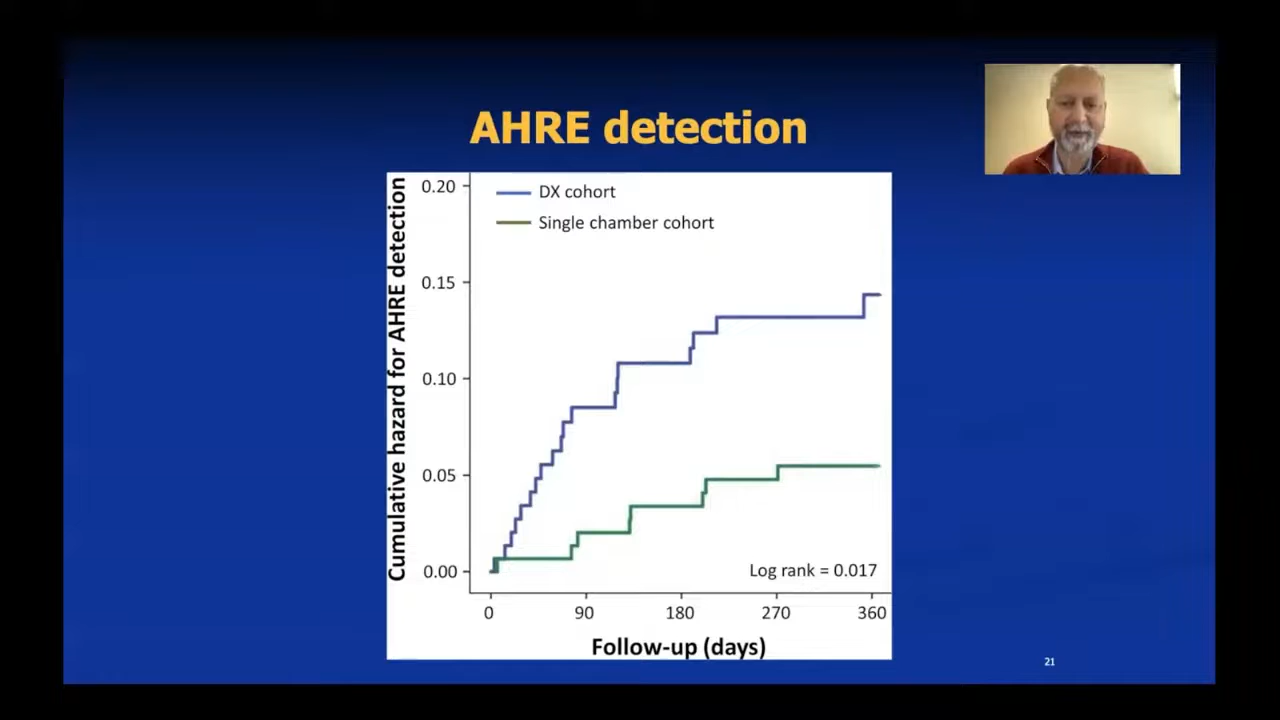 AHRE detection
DX cohort
Single chamber cohort
Cumulative hazard for AHRE detection
0.20
0.15
0.10
0.05
0.00
Log rank = 0.017
0 90 180 270 360
Follow-up (days)
21